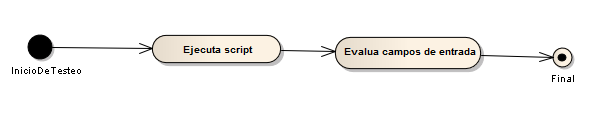 Ejecuta script
Evalua campos de entrada
InicioDeTesteo
Final